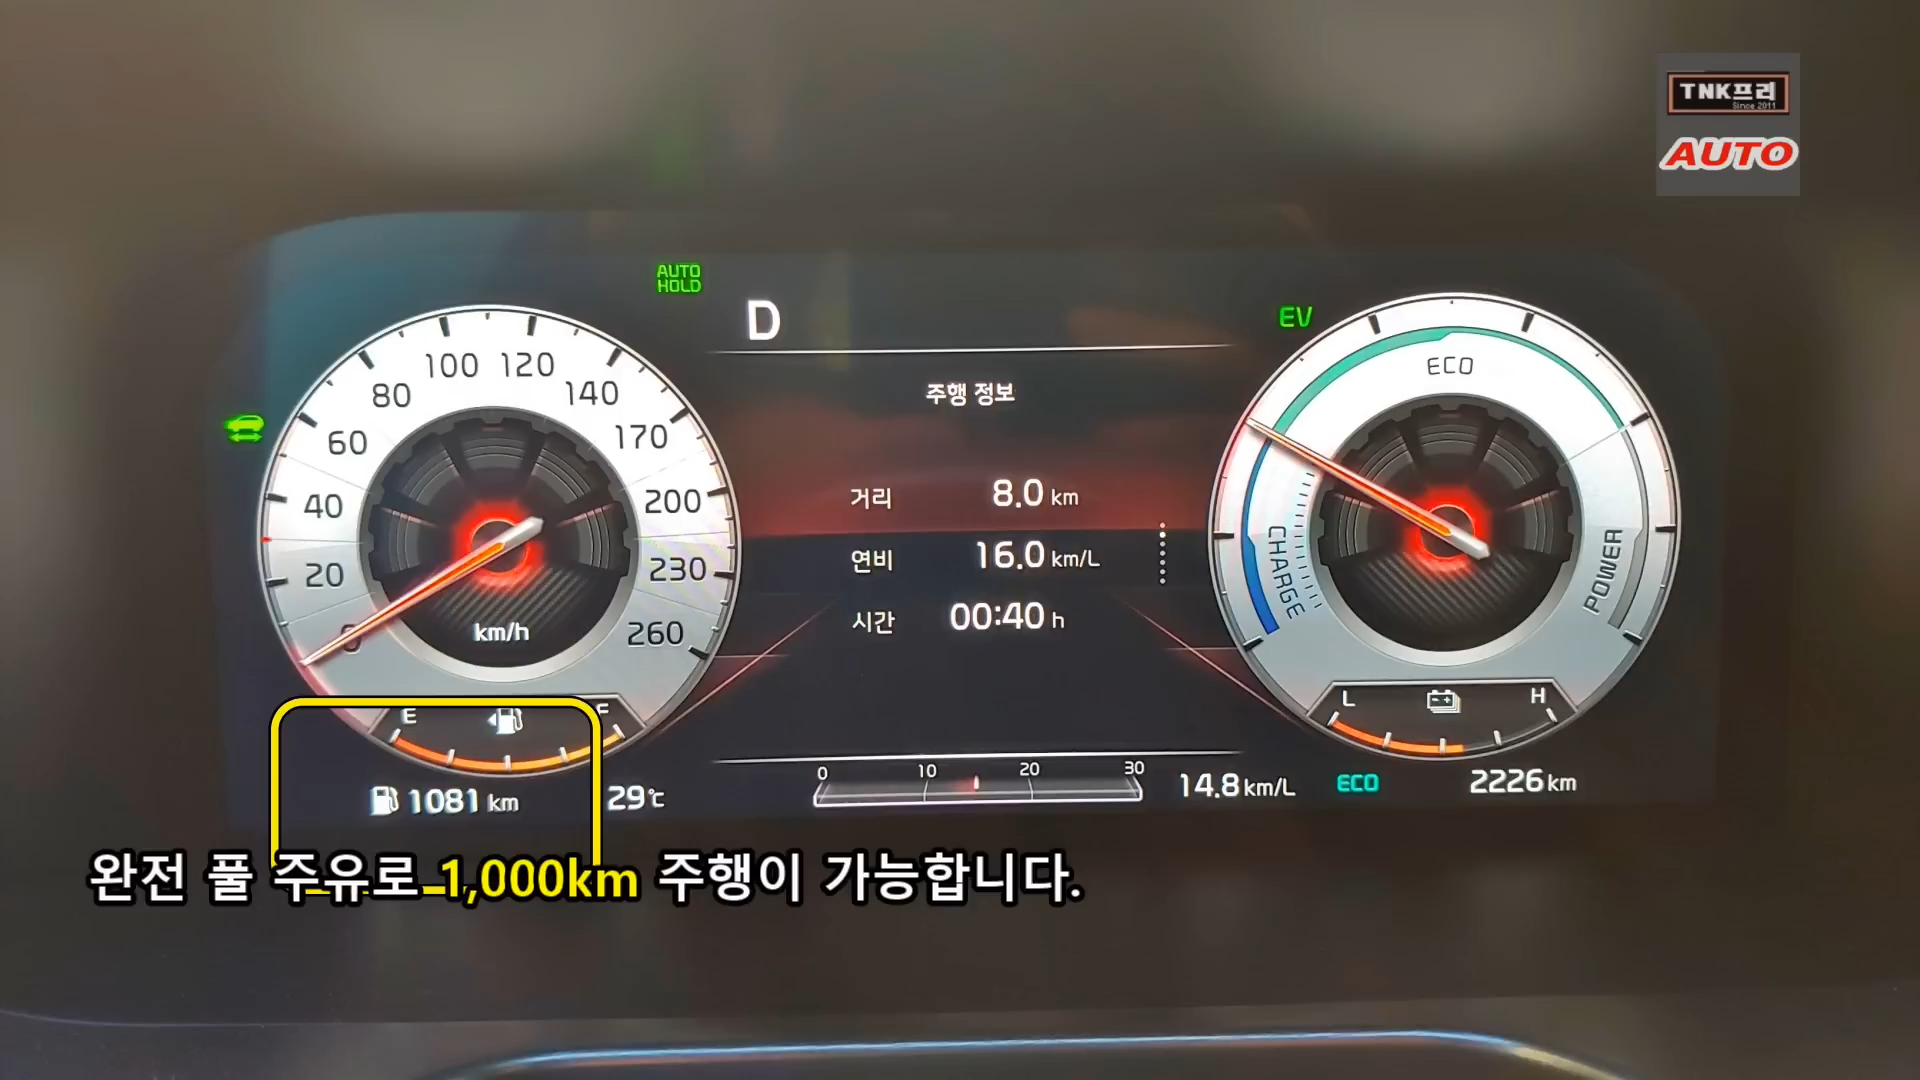 TNK프리
Since 2011
AUTO
AUTO
HOLD
D
EV
0
20
40
60
80
100
120
140
170
200
230
260
km/h
주행 정보
거리 8.0 km
연비 16.0 km/L
시간 00:40 h
ECO
CHARGE
POWER
E F
L H
1081 km
29℃
0 10 20 30
14.8 km/L
ECO
2226 km
완전 풀 주유로 1,000km 주행이 가능합니다.